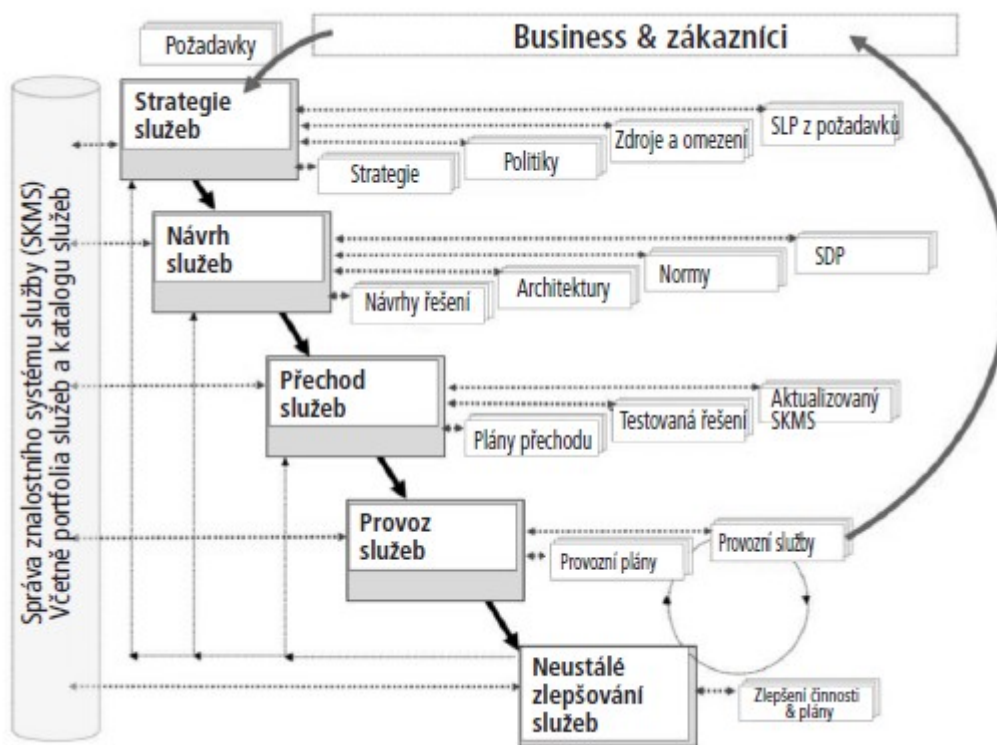 Business & zákazníci
Požadavky
Správa znalostního systému služby (SKMS)
Včetně portfolia služeb a katalogu služeb
Strategie
služeb
SLP z požadavků
Zdroje a omezení
Politiky
Strategie
Návrh
služeb
SDP
Normy
Architektury
Návrhy řešení
Přechod
služeb
Aktualizovaný
SKMS
Testovaná řešení
Plány přechodu
Provoz
služeb
Provozní služby
Provozní plány
Neustálé
zlepšování
služeb
Zlepšení činnosti
& plány